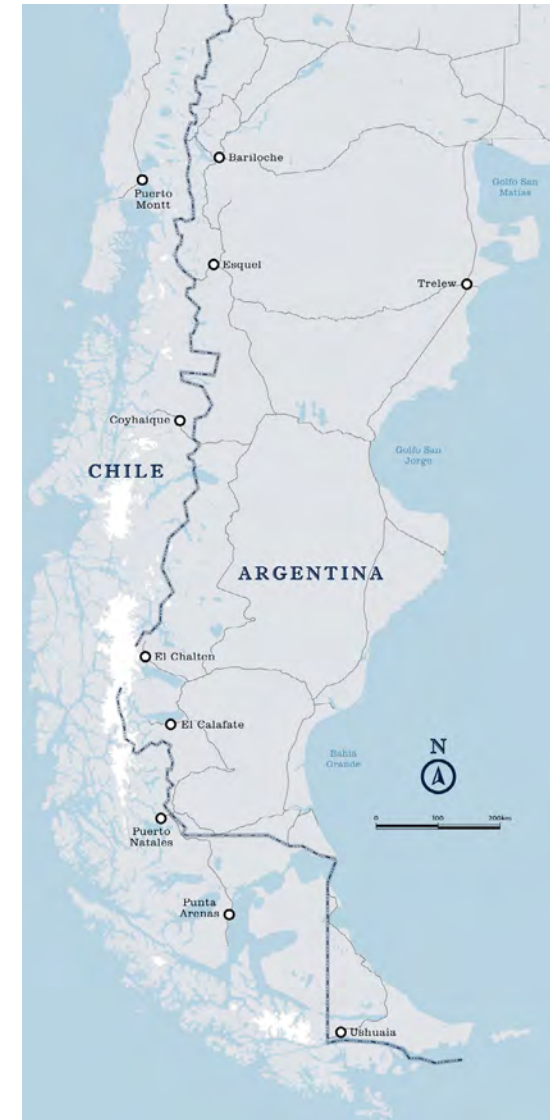 Bariloche
Puerto
Montt
Golfo San
Matias
Esquel
Trelew
Coyhaique
Golfo San
Jorge
CHILE
ARGENTINA
El Chalten
El Calafate
N
Bahia
Grande
0 100 200km
Puerto
Natales
Punta
Arenas
Ushuaia